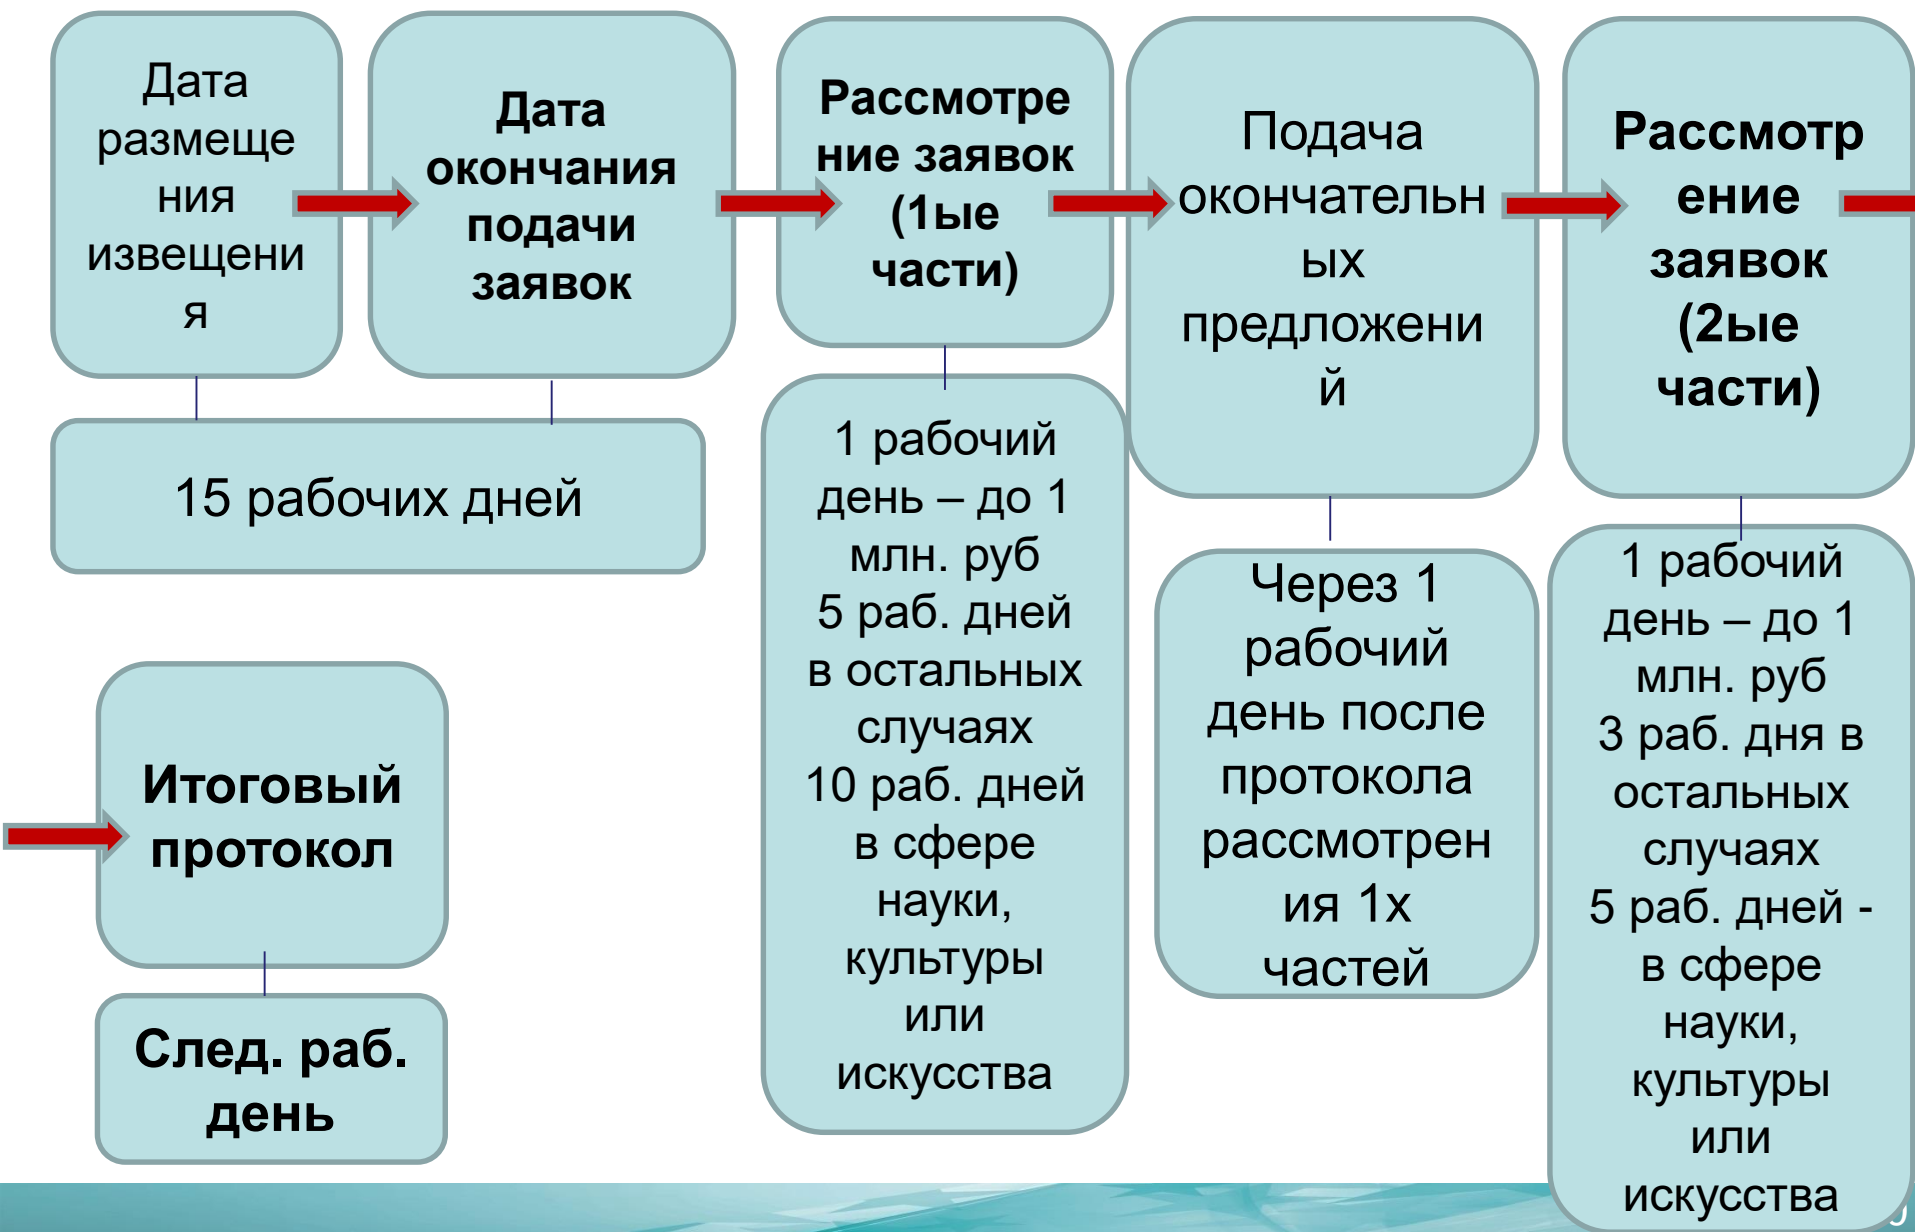 Дата
размеще
ния
извещени
я
Дата
окончания
подачи
заявок
Рассмотре
ние заявок
(1ые
части)
Подача
окончательн
ых
предложени
й
Рассмотр
ение
заявок
(2ые
части)
15 рабочих дней
1 рабочий
день – до 1
млн. руб
5 раб. дней
в остальных
случаях
10 раб. дней
в сфере
науки,
культуры
или
искусства
Через 1
рабочий
день после
протокола
рассмотрен
ия 1х
частей
1 рабочий
день – до 1
млн. руб
3 раб. дня в
остальных
случаях
5 раб. дней -
в сфере
науки,
культуры
или
искусства
Итоговый
протокол
След. раб.
день